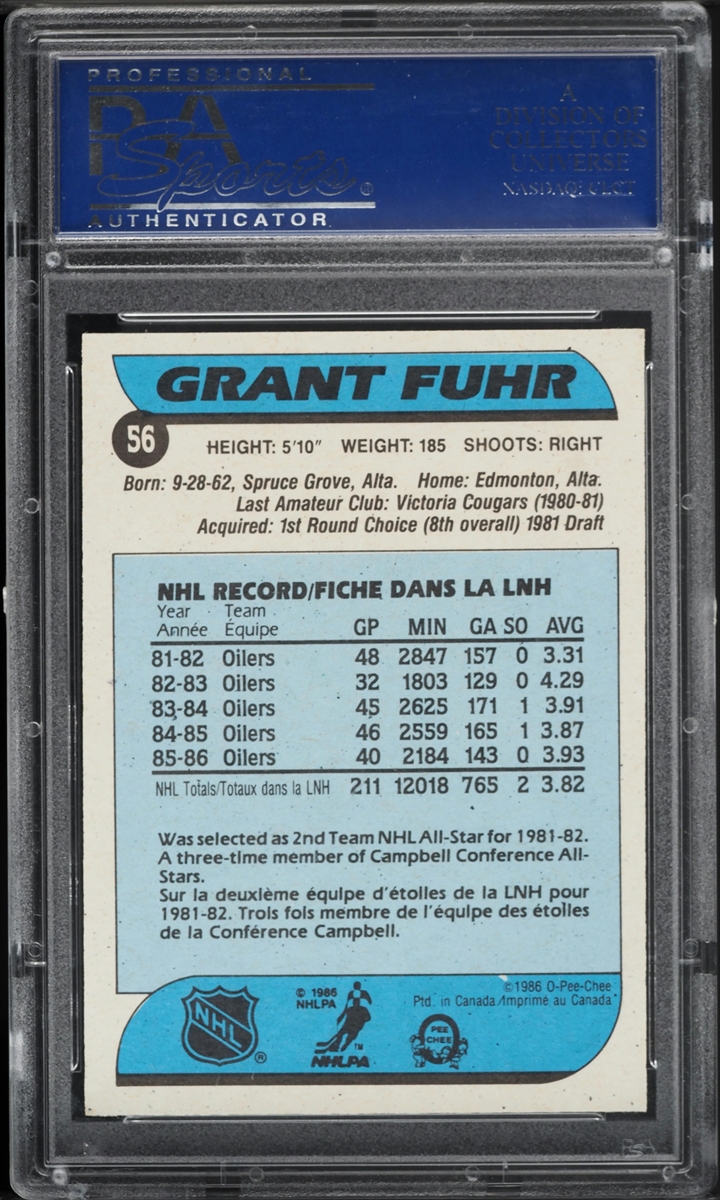 PROFESSIONAL
PSA
Sports®
AUTHENTICATOR
A
DIVISION OF
COLLECTORS
UNIVERSE
NASDAQ: CLCT
GRANT FUHR
56
HEIGHT: 5'10" WEIGHT: 185 SHOOTS: RIGHT
Born: 9-28-62, Spruce Grove, Alta. Home: Edmonton, Alta.
Last Amateur Club: Victoria Cougars (1980-81)
Acquired: 1st Round Choice (8th overall) 1981 Draft
NHL RECORD/FICHE DANS LA LNH
Year Team
Année Équipe GP MIN GA SO AVG
81-82 Oilers 48 2847 157 0 3.31
82-83 Oilers 32 1803 129 0 4.29
83-84 Oilers 45 2625 171 1 3.91
84-85 Oilers 46 2559 165 1 3.87
85-86 Oilers 40 2184 143 0 3.93
NHL Totals/Totaux dans la LNH 211 12018 765 2 3.82
Was selected as 2nd Team NHL All-Star for 1981-82.
A three-time member of Campbell Conference All-
Stars.
Sur la deuxième équipe d'étoiles de la LNH pour
1981-82. Trois fois membre de l'équipe des étoiles
de la Conférence Campbell.
©1986 O-Pee-Chee
Ptd. in Canada/Imprimé au Canada
NHL ®
© 1986
NHLPA
NHLPA ™
PEE
CHEE
PSA